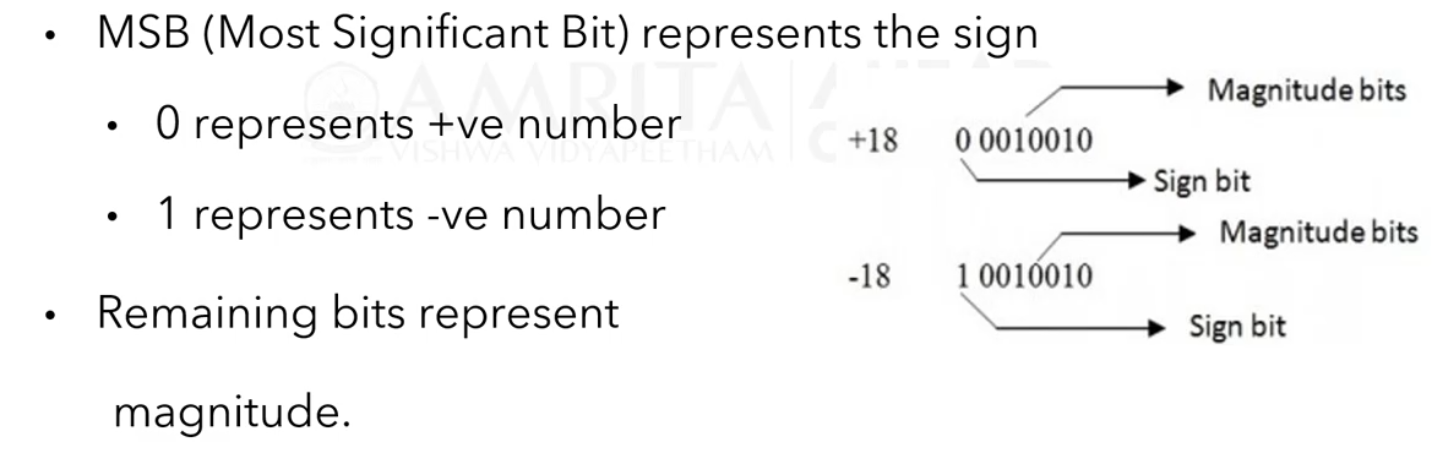 • MSB (Most Significant Bit) represents the sign
• 0 represents +ve number
• 1 represents -ve number
• Remaining bits represent
magnitude.
Magnitude bits
+18 0 0010010
Sign bit
Magnitude bits
-18 1 0010010
Sign bit
AMRITA
VISHWA VIDYAPEETHAM